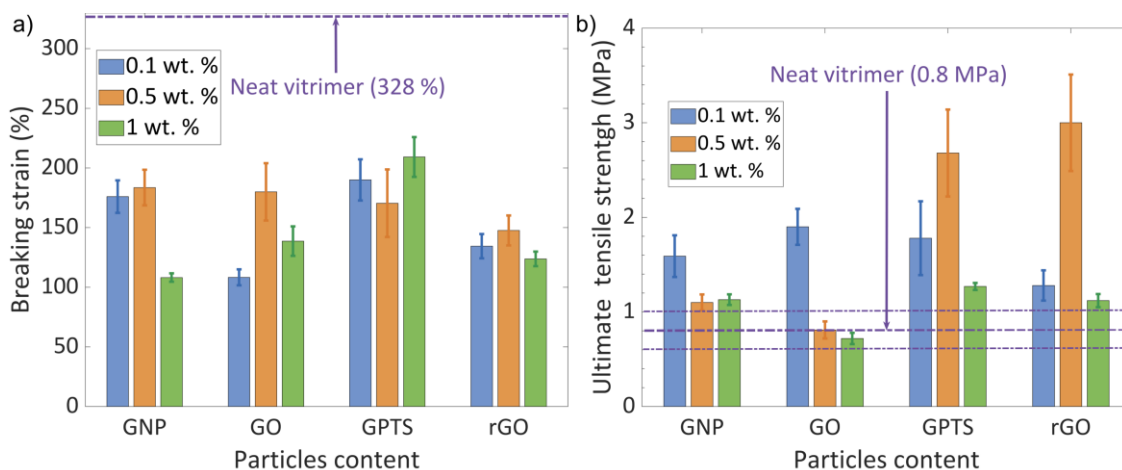 a)
Breaking strain (%)
300
250
200
150
100
50
0
0.1 wt. %
0.5 wt. %
1 wt. %
Neat vitrimer (328 %)
GNP GO GPTS rGO
Particles content
b)
Ultimate tensile strentgh (MPa)
4
3
2
1
0
Neat vitrimer (0.8 MPa)
0.1 wt. %
0.5 wt. %
1 wt. %
GNP GO GPTS rGO
Particles content